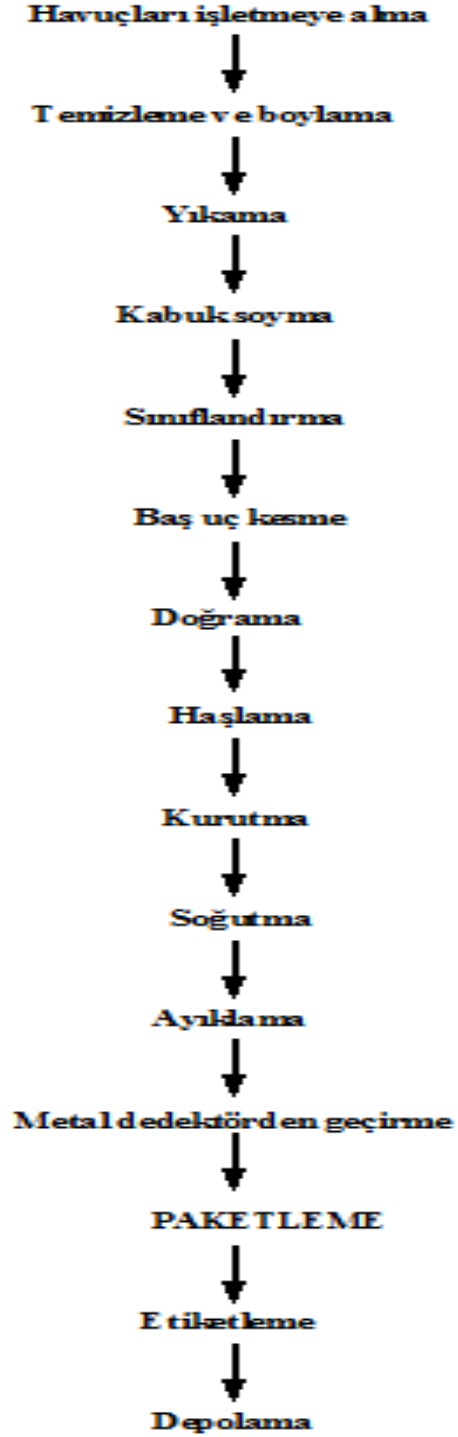 Havuçları işletmeye alma
Temizleme ve boylama
Yıkama
Kabuk soyma
Sınıflandırma
Baş uç kesme
Doğrama
Haşlama
Kurutma
Soğutma
Ayıklama
Metal dedektörden geçirme
PAKETLEME
Etiketleme
Depolama